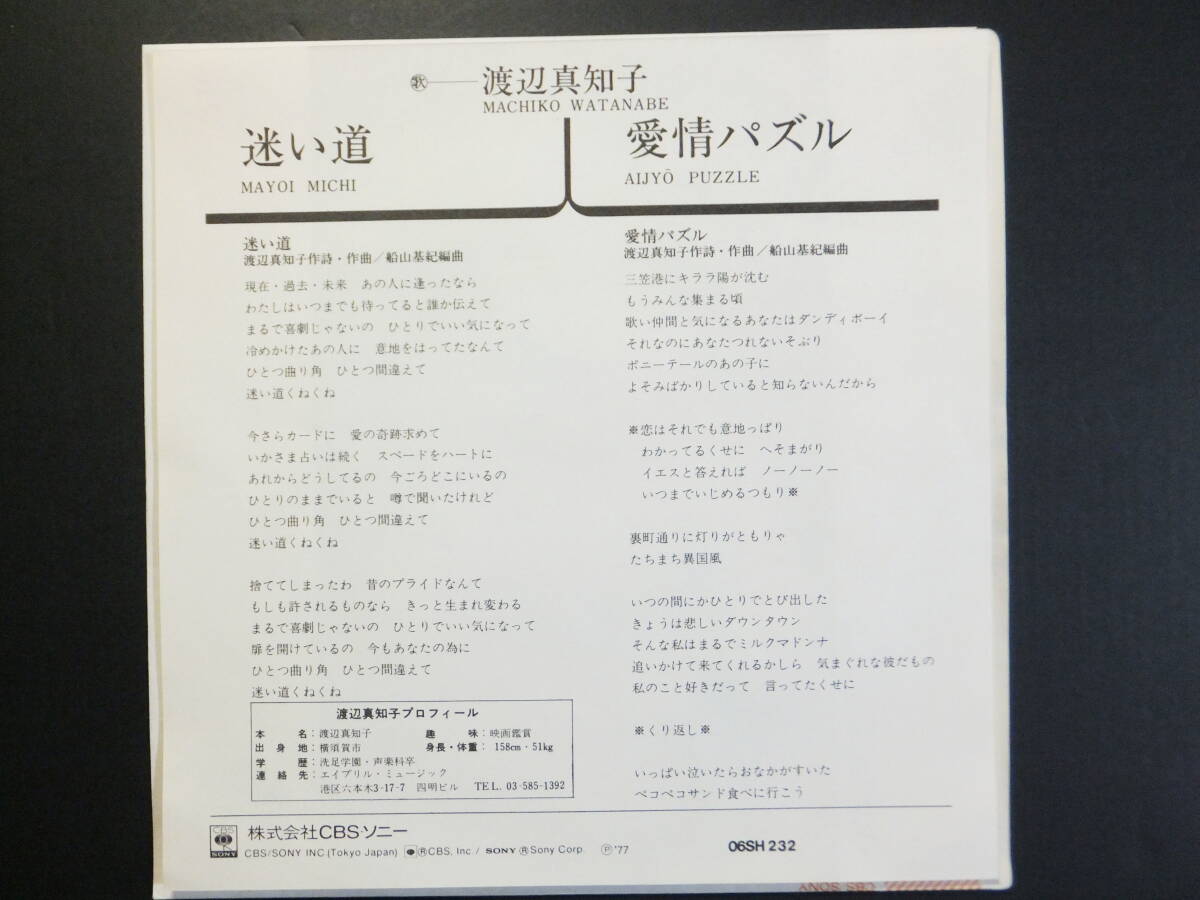 歌 渡辺真知子
MACHIKO WATANABE
迷い道
MAYOI MICHI
愛情パズル
AIJYŌ PUZZLE
迷い道
渡辺真知子作詩・作曲／船山基紀編曲
現在・過去・未来　あの人に逢ったなら
わたしはいつまでも待ってると誰か伝えて
まるで喜劇じゃないの　ひとりでいい気になって
冷めかけたあの人に　意地をはってたなんて
ひとつ曲り角　ひとつ間違えて
迷い道くねくね
今さらカードに　愛の奇跡求めて
いかさま占いは続く　スペードをハートに
あれからどうしてるの　今ごろどこにいるの
ひとりのままでいると　噂で聞いたけれど
ひとつ曲り角　ひとつ間違えて
迷い道くねくね
捨ててしまったわ　昔のプライドなんて
もしも許されるものなら　きっと生まれ変わる
まるで喜劇じゃないの　ひとりでいい気になって
扉を開けているの　今もあなたの為に
ひとつ曲り角　ひとつ間違えて
迷い道くねくね
渡辺真知子プロフィール
本名：渡辺真知子　趣味：映画鑑賞
出身地：横須賀市　身長・体重：158cm・51kg
学歴：洗足学園・声楽科卒
連絡先：エイプリル・ミュージック
港区六本木3-17-7　四明ビル　TEL. 03-585-1392
愛情パズル
渡辺真知子作詩・作曲／船山基紀編曲
三笠港にキララ陽が沈む
もうみんな集まる頃
歌い仲間と気になるあなたはダンディボーイ
それなのにあなたつれないそぶり
ポニーテールのあの子に
よそみばかりしていると知らないんだから
※恋はそれでも意地っぱり
わかってるくせに　へそまがり
イエスと答えれば　ノーノーノー
いつまでいじめるつもり※
裏町通りに灯りがともりゃ
たちまち異国風
いつの間にかひとりでとび出した
きょうは悲しいダウンタウン
そんな私はまるでミルクマドンナ
追いかけて来てくれるかしら　気まぐれな彼だもの
私のこと好きだって　言ってたくせに
※くり返し※
いっぱい泣いたらおなかがすいた
ペコペコサンド食べに行こう
CBS
SONY
株式会社CBS・ソニー
CBS/SONY INC (Tokyo Japan) ®CBS, Inc./ SONY ®Sony Corp. Ⓟ'77
06SH 232
CBS SONY